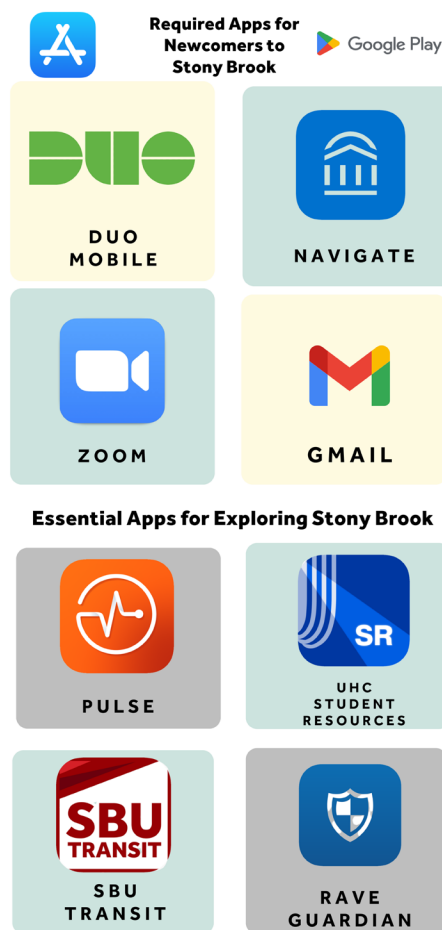 Required Apps for
Newcomers to
Stony Brook
Google Play
DUO
DUO
MOBILE
NAVIGATE
ZOOM
GMAIL
Essential Apps for Exploring Stony Brook
PULSE
SR
UHC
STUDENT
RESOURCES
SBU
TRANSIT
SBU
TRANSIT
RAVE
GUARDIAN